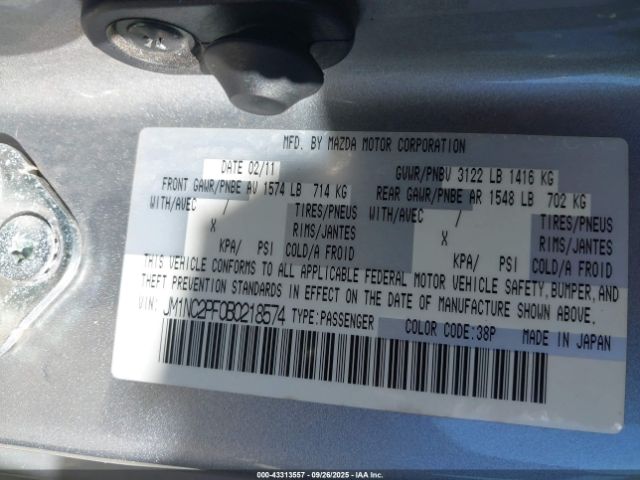 MFD. BY MAZDA MOTOR CORPORATION
DATE 02/11 GVWR/PNBV 3122 LB 1416 KG
FRONT GAWR/PNBE AV 1574 LB 714 KG REAR GAWR/PNBE AR 1548 LB 702 KG
WITH/AVEC / TIRES/PNEUS WITH/AVEC / TIRES/PNEUS
X RIMS/JANTES X RIMS/JANTES
KPA/ PSI COLD/A FROID KPA/ PSI COLD/A FROID
THIS VEHICLE CONFORMS TO ALL APPLICABLE FEDERAL MOTOR VEHICLE SAFETY, BUMPER, AND
THEFT PREVENTION STANDARDS IN EFFECT ON THE DATE OF MANUFACTURE SHOWN ABOVE.
VIN: JM1NC2PF0B0218574 TYPE: PASSENGER COLOR CODE: 38P MADE IN JAPAN
© - 43313557 - 09/26/2025 - IAA Inc.